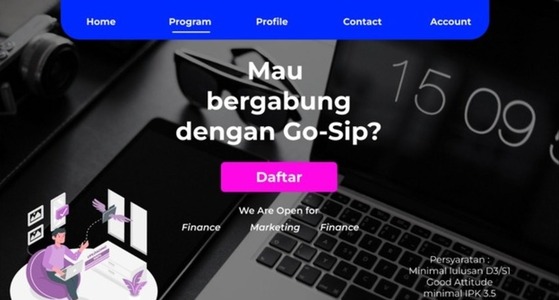 Home Program Profile Contact Account
Mau
bergabung
dengan Go-Sip?
15 09
Daftar
We Are Open for
Finance Marketing Finance
Persyaratan :
Minimal lulusan D3/S1
Good Attitude
minimal IPK 3.5